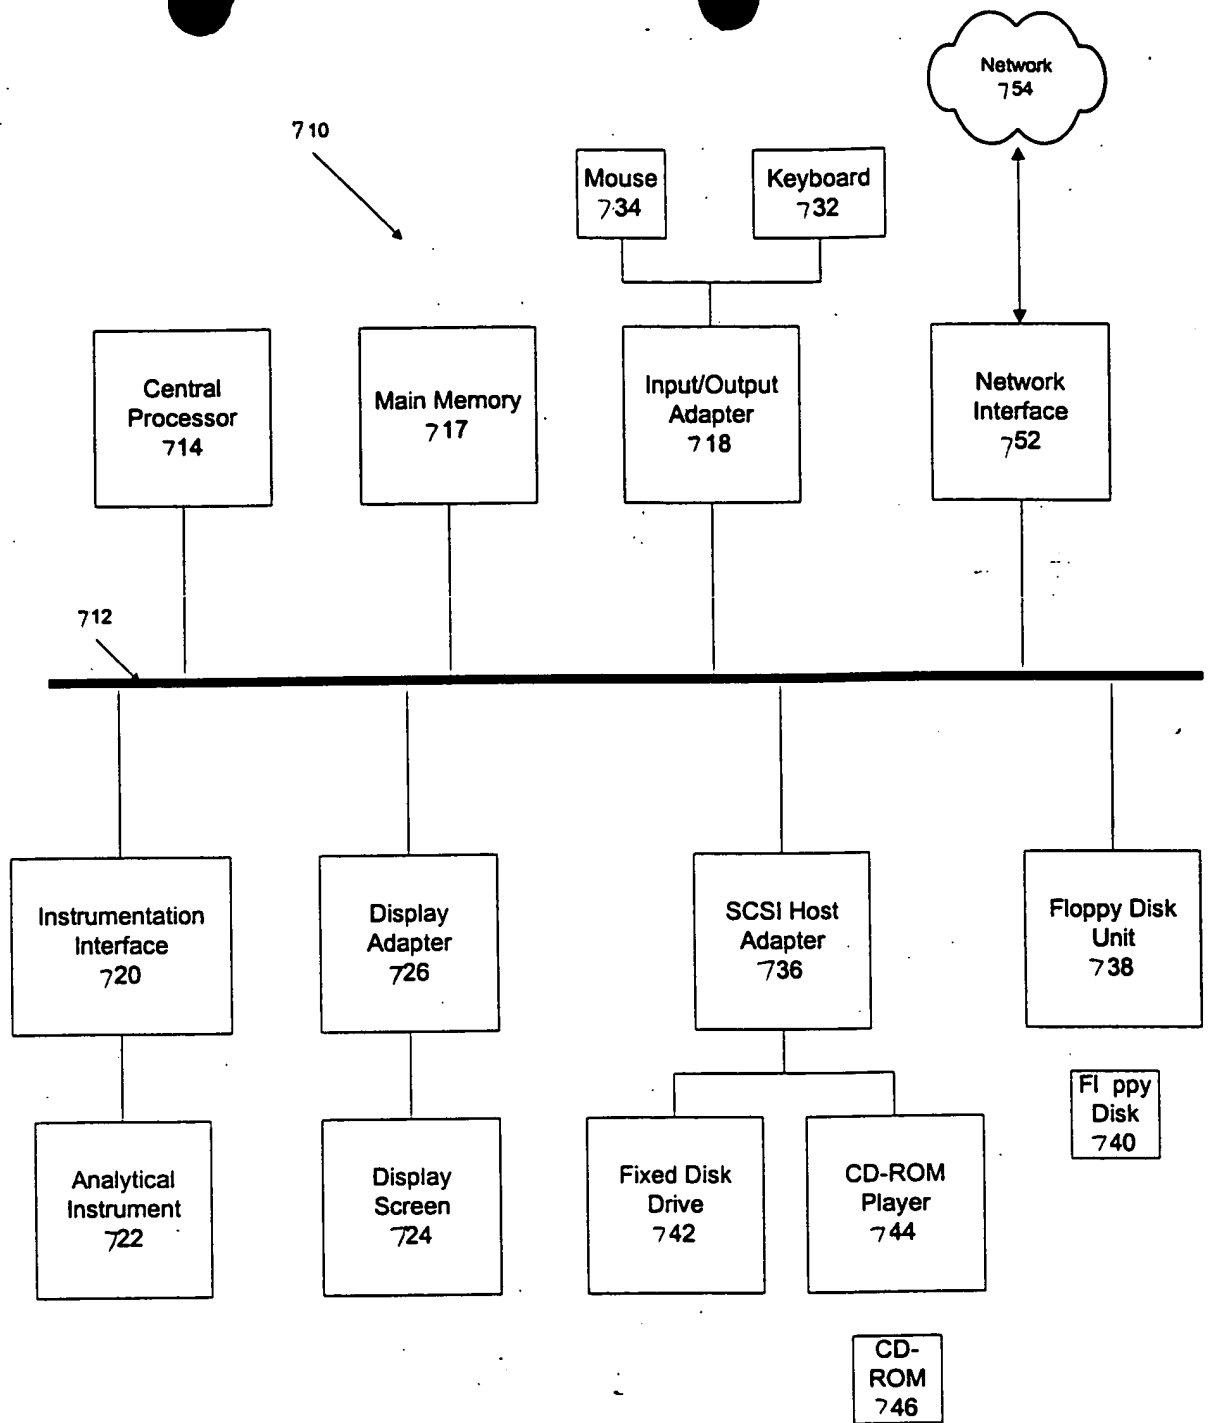 Network
754
710
Mouse
734
Keyboard
732
Central
Processor
714
Main Memory
717
Input/Output
Adapter
718
Network
Interface
752
712
Instrumentation
Interface
720
Display
Adapter
726
SCSI Host
Adapter
736
Floppy Disk
Unit
738
Fl ppy
Disk
740
Analytical
Instrument
722
Display
Screen
724
Fixed Disk
Drive
742
CD-ROM
Player
744
CD-
ROM
746